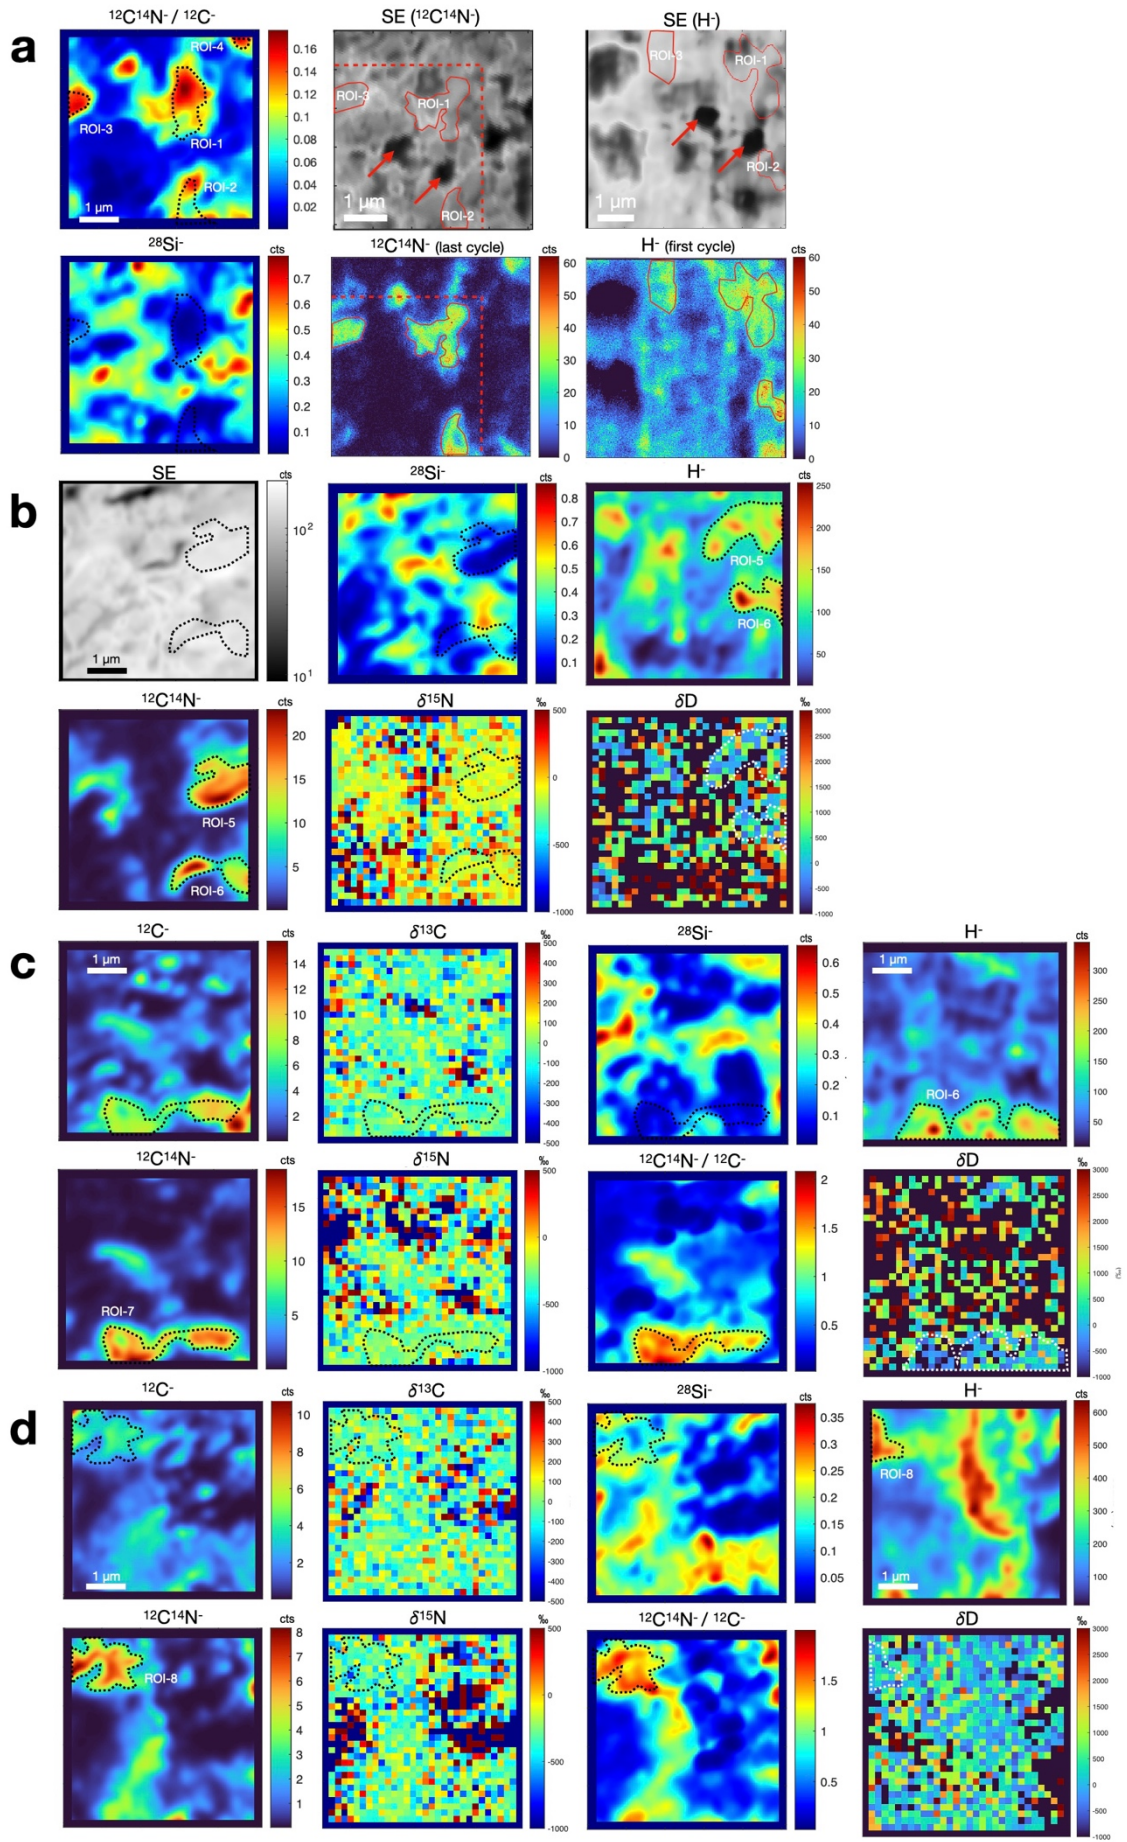 a
¹²C¹⁴N⁻ / ¹²C⁻
SE (¹²C¹⁴N⁻)
SE (H⁻)
ROI-4
ROI-3
ROI-1
ROI-2
1 µm
0.16
0.14
0.12
0.10
0.08
0.06
0.04
0.02
ROI-3
ROI-1
ROI-2
1 µm
ROI-3
ROI-1
ROI-2
1 µm
²⁸Si⁻
cts
0.7
0.6
0.5
0.4
0.3
0.2
0.1
¹²C¹⁴N⁻ (last cycle)
cts
60
50
40
30
20
10
0
H⁻ (first cycle)
cts
60
50
40
30
20
10
0
b
SE
cts
10²
10¹
1 µm
²⁸Si⁻
0.8
0.7
0.6
0.5
0.4
0.3
0.2
0.1
H⁻
cts
250
200
150
100
50
ROI-5
ROI-6
¹²C¹⁴N⁻
cts
20
15
10
5
ROI-5
ROI-6
δ¹⁵N
‰
500
0
-500
-1000
δD
‰
3000
2500
2000
1500
1000
500
0
-500
-1000
c
¹²C⁻
cts
1 µm
14
12
10
8
6
4
2
δ¹³C
‰
500
400
300
200
100
0
-100
-200
-300
-400
-500
²⁸Si⁻
cts
0.6
0.5
0.4
0.3
0.2
0.1
H⁻
cts
1 µm
ROI-6
300
250
200
150
100
50
¹²C¹⁴N⁻
cts
15
10
5
ROI-7
δ¹⁵N
‰
500
0
-500
-1000
¹²C¹⁴N⁻ / ¹²C⁻
2
1.5
1
0.5
δD
‰
3000
2500
2000
1500
1000
500
0
-500
-1000
d
¹²C⁻
cts
10
8
6
4
2
1 µm
δ¹³C
‰
500
400
300
200
100
0
-100
-200
-300
-400
-500
²⁸Si⁻
cts
0.35
0.3
0.25
0.2
0.15
0.1
0.05
H⁻
cts
ROI-8
1 µm
600
500
400
300
200
100
¹²C¹⁴N⁻
cts
8
7
6
5
4
3
2
1
ROI-8
δ¹⁵N
‰
500
0
-500
-1000
¹²C¹⁴N⁻ / ¹²C⁻
1.5
1
0.5
δD
‰
3000
2500
2000
1500
1000
500
0
-500
-1000